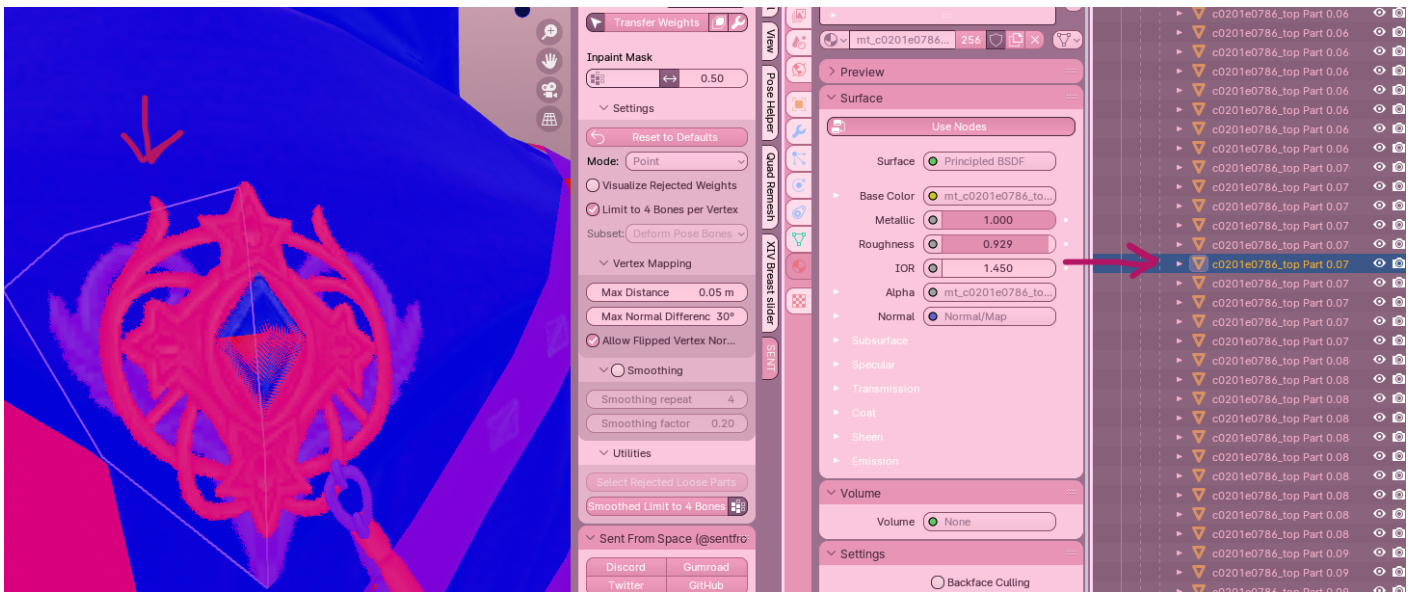 Transfer Weights
Inpaint Mask
0.50
Settings
Reset to Defaults
Mode: Point
Visualize Rejected Weights
Limit to 4 Bones per Vertex
Subset: Deform Pose Bones
Vertex Mapping
Max Distance 0.05 m
Max Normal Differenc 30°
Allow Flipped Vertex Nor...
Smoothing
Smoothing repeat 4
Smoothing factor 0.20
Utilities
Select Rejected Loose Parts
Smoothed Limit to 4 Bones
Sent From Space (@sentfro
Discord Gumroad
Twitter GitHub
View
Pose Helper
Quad Remesh
XIV Breast slider
SENT
mt_c0201e0786... 256
Preview
Surface
Use Nodes
Surface Principled BSDF
Base Color mt_c0201e0786_to...
Metallic 1.000
Roughness 0.929
IOR 1.450
Alpha mt_c0201e0786_to...
Normal Normal/Map
Subsurface
Specular
Transmission
Coat
Sheen
Emission
Volume
Volume None
Settings
Backface Culling
c0201e0786_top Part 0.06
c0201e0786_top Part 0.06
c0201e0786_top Part 0.06
c0201e0786_top Part 0.06
c0201e0786_top Part 0.06
c0201e0786_top Part 0.06
c0201e0786_top Part 0.06
c0201e0786_top Part 0.06
c0201e0786_top Part 0.07
c0201e0786_top Part 0.07
c0201e0786_top Part 0.07
c0201e0786_top Part 0.07
c0201e0786_top Part 0.07
c0201e0786_top Part 0.07
c0201e0786_top Part 0.07
c0201e0786_top Part 0.07
c0201e0786_top Part 0.07
c0201e0786_top Part 0.07
c0201e0786_top Part 0.08
c0201e0786_top Part 0.08
c0201e0786_top Part 0.08
c0201e0786_top Part 0.08
c0201e0786_top Part 0.08
c0201e0786_top Part 0.08
c0201e0786_top Part 0.08
c0201e0786_top Part 0.08
c0201e0786_top Part 0.08
c0201e0786_top Part 0.08
c0201e0786_top Part 0.09
c0201e0786_top Part 0.09